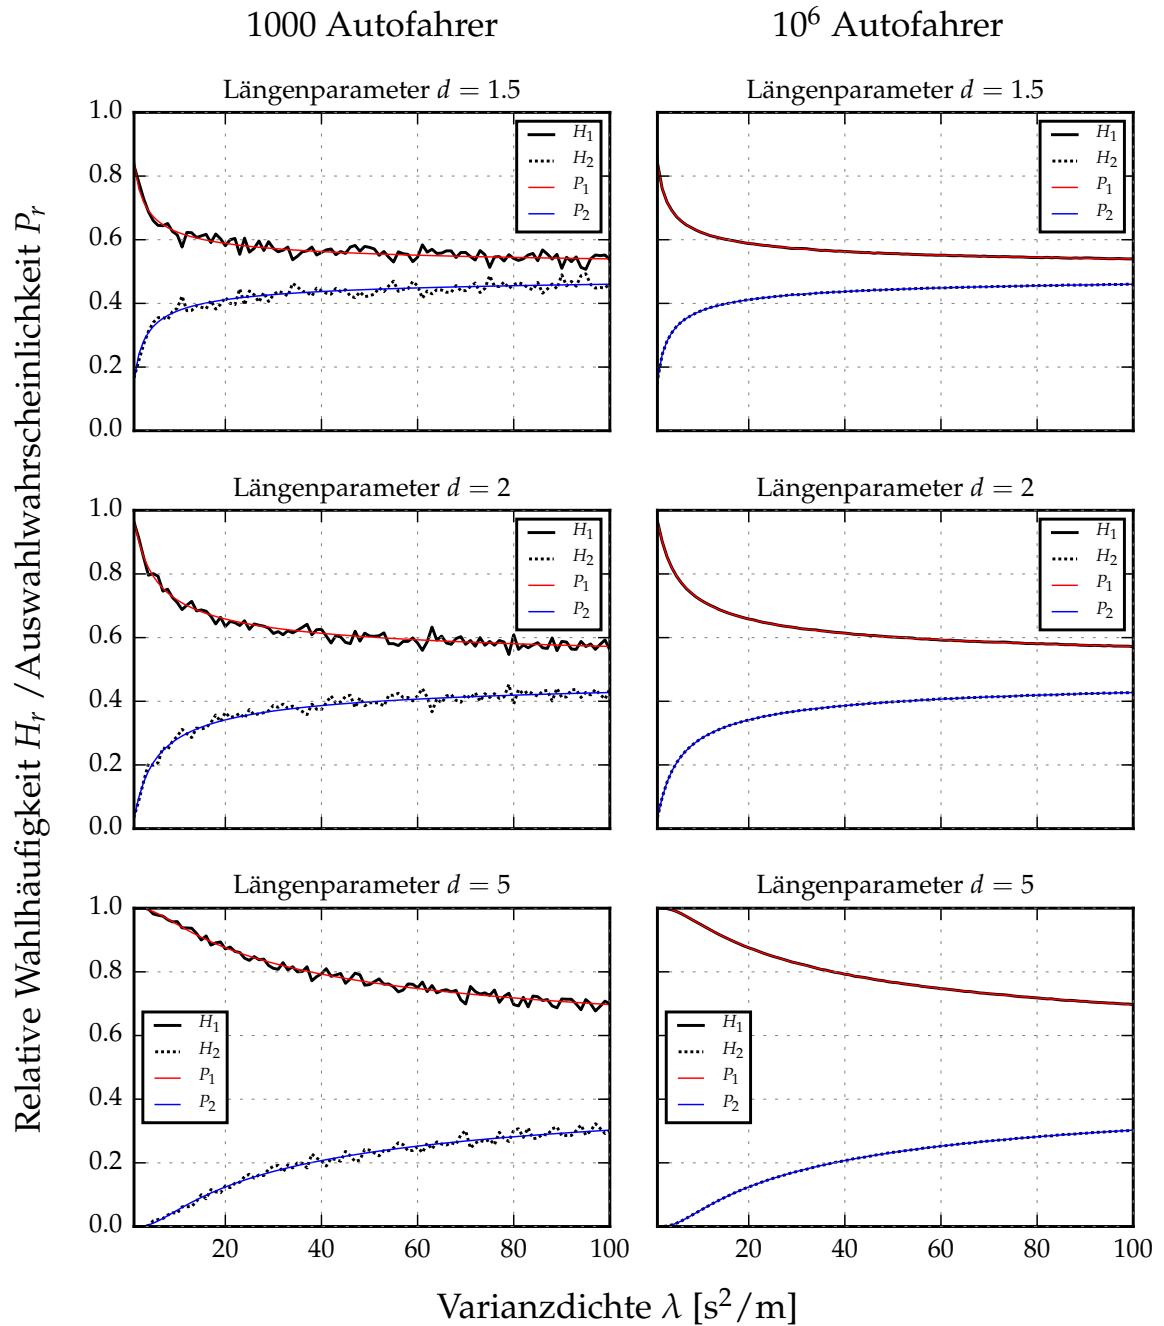 1000 Autofahrer
10⁶ Autofahrer
Relative Wahlhäufigkeit H_r / Auswahlwahrscheinlichkeit P_r
Längenparameter d = 1.5
1.0
0.8
0.6
0.4
0.2
0.0
H₁
H₂
P₁
P₂
Längenparameter d = 1.5
H₁
H₂
P₁
P₂
Längenparameter d = 2
1.0
0.8
0.6
0.4
0.2
0.0
H₁
H₂
P₁
P₂
Längenparameter d = 2
H₁
H₂
P₁
P₂
Längenparameter d = 5
1.0
0.8
0.6
0.4
0.2
0.0
H₁
H₂
P₁
P₂
20 40 60 80 100
Längenparameter d = 5
H₁
H₂
P₁
P₂
20 40 60 80 100
Varianzdichte λ [s²/m]